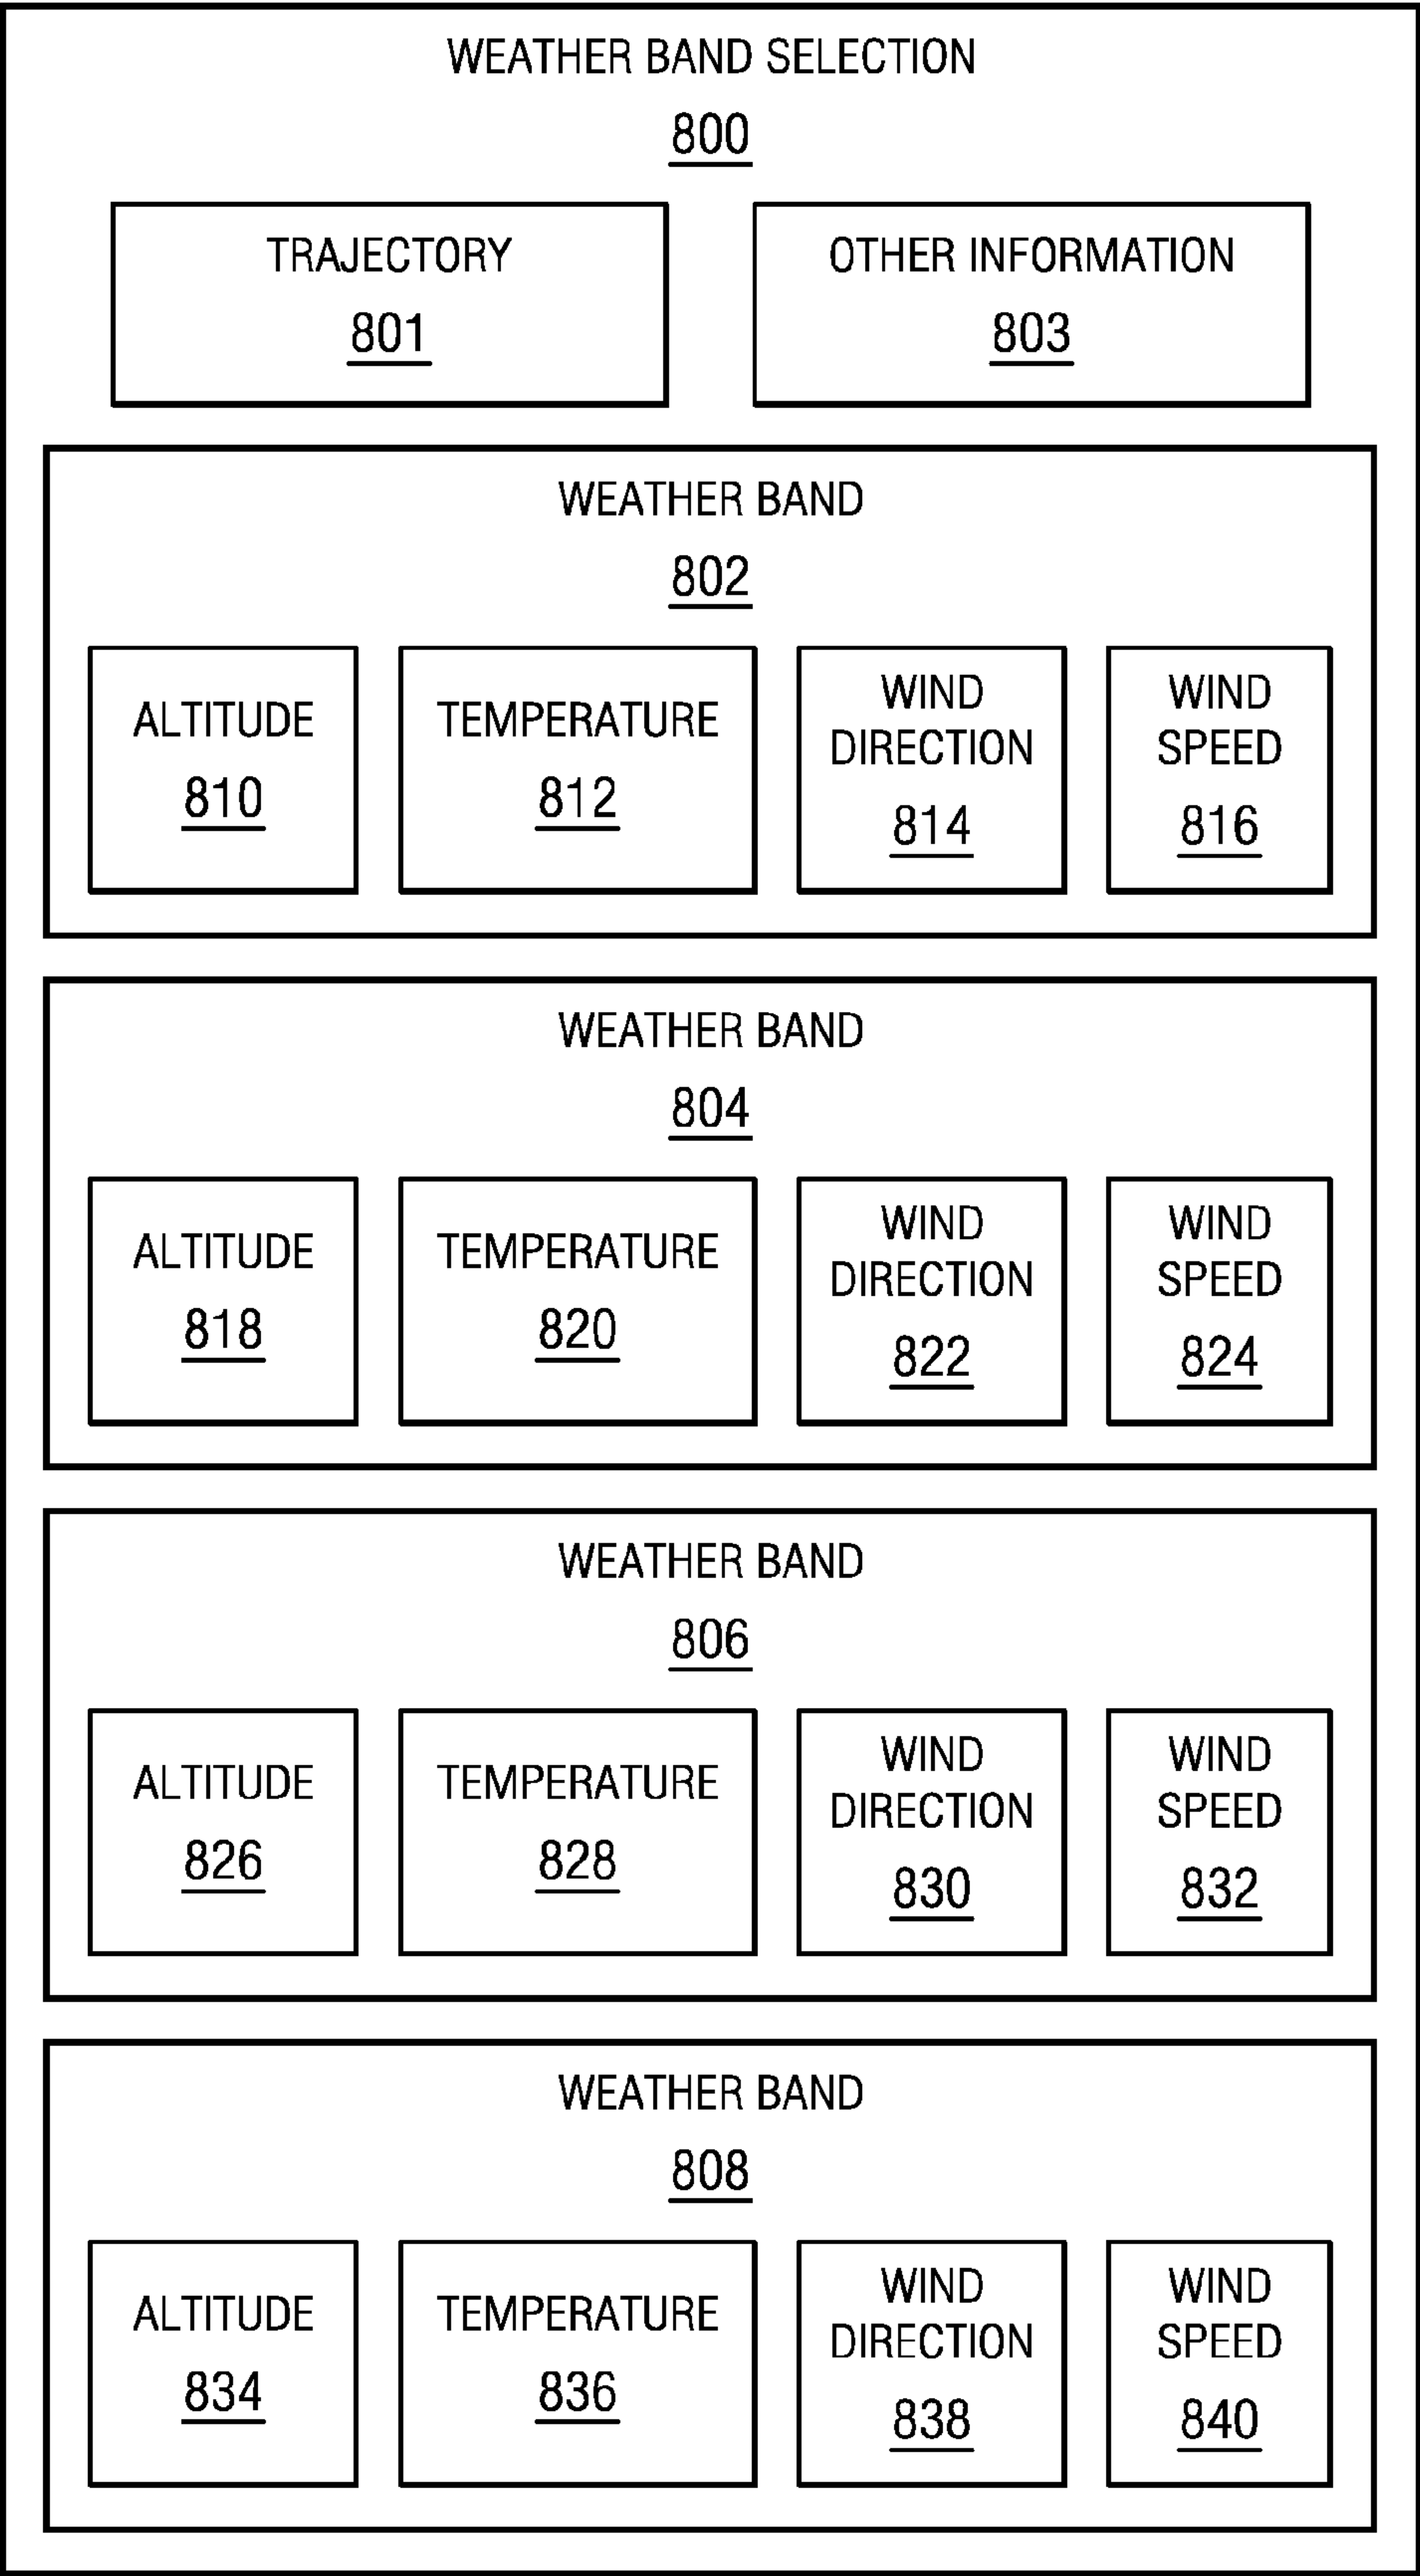 WEATHER BAND SELECTION
800
TRAJECTORY
801
OTHER INFORMATION
803
WEATHER BAND
802
ALTITUDE
810
TEMPERATURE
812
WIND
DIRECTION
814
WIND
SPEED
816
WEATHER BAND
804
ALTITUDE
818
TEMPERATURE
820
WIND
DIRECTION
822
WIND
SPEED
824
WEATHER BAND
806
ALTITUDE
826
TEMPERATURE
828
WIND
DIRECTION
830
WIND
SPEED
832
WEATHER BAND
808
ALTITUDE
834
TEMPERATURE
836
WIND
DIRECTION
838
WIND
SPEED
840